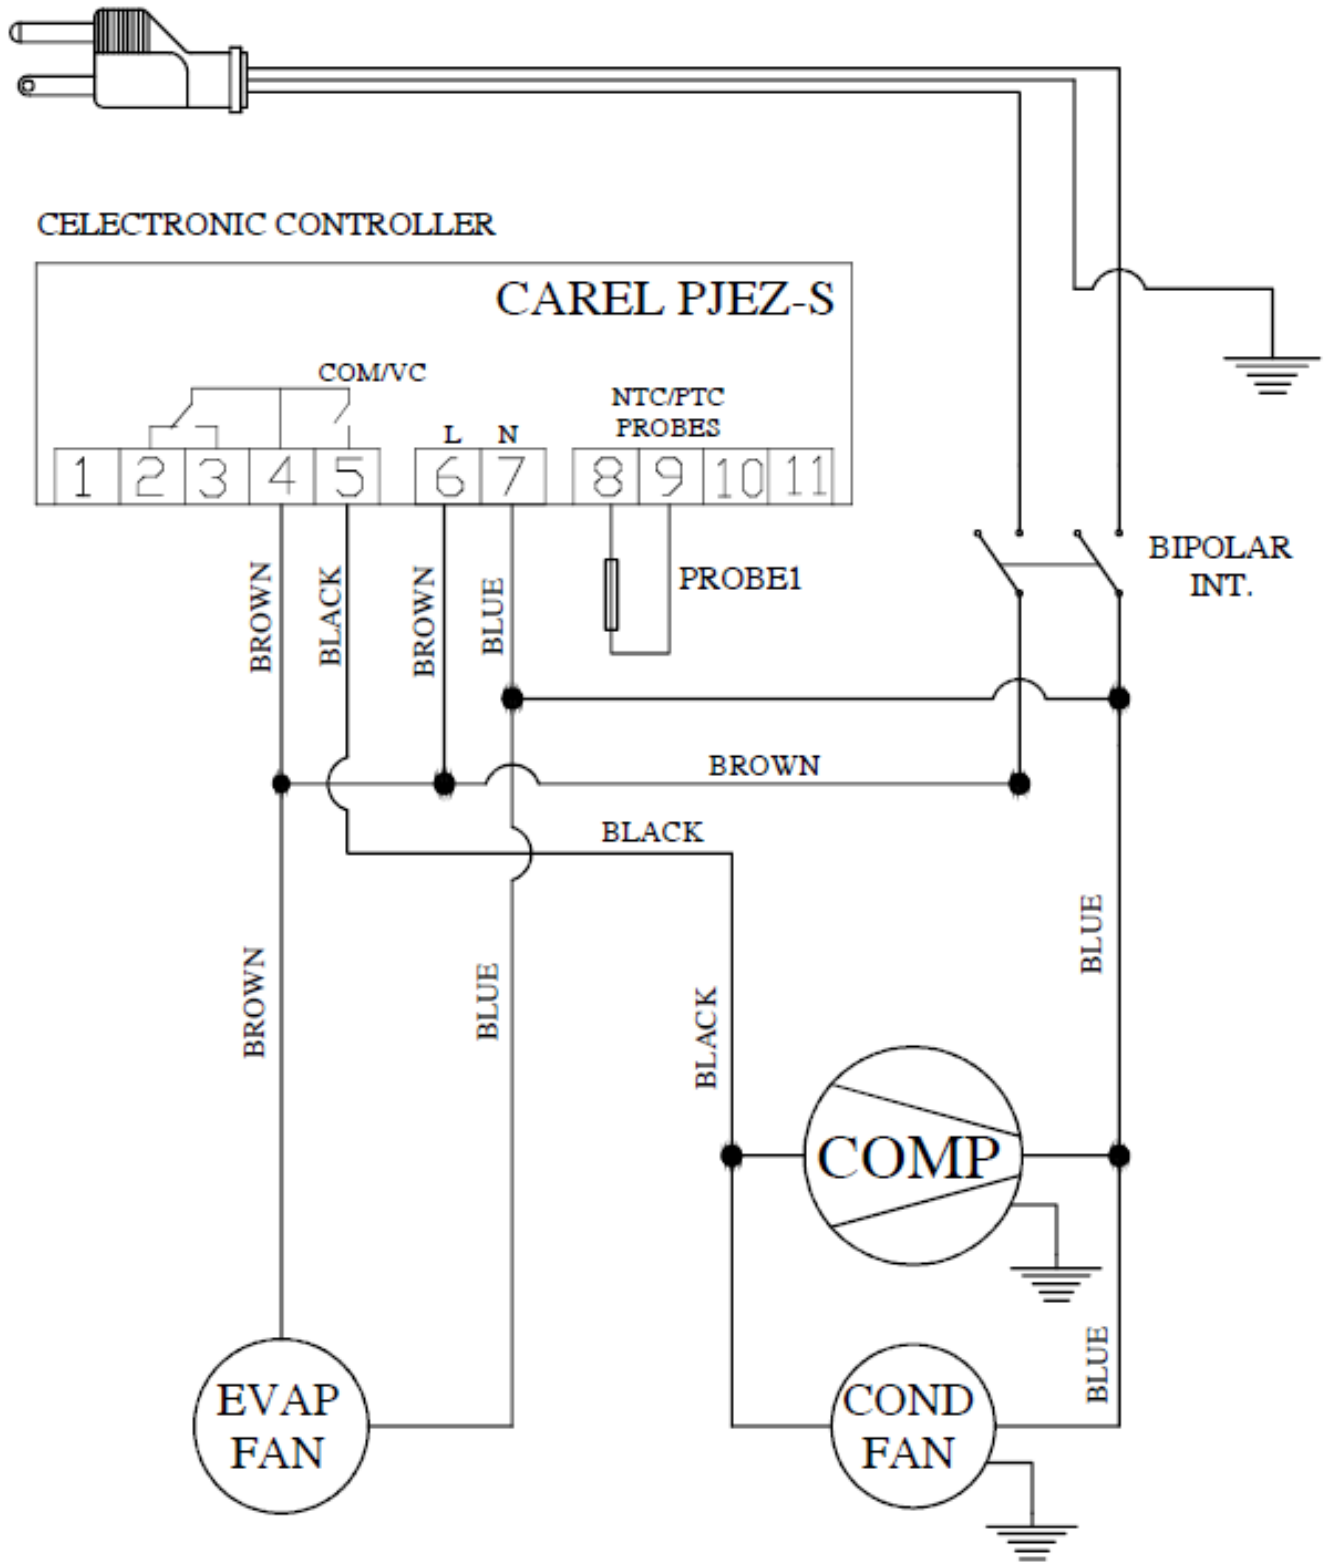 CELECTRONIC CONTROLLER
CAREL PJEZ-S
COM/VC
NTC/PTC
PROBES
L N
1 2 3 4 5 6 7 8 9 10 11
BROWN
BLACK
BROWN
BLUE
PROBE1
BIPOLAR
INT.
BROWN
BLACK
BROWN
BLUE
BLACK
BLUE
COMP
BLUE
EVAP
FAN
COND
FAN